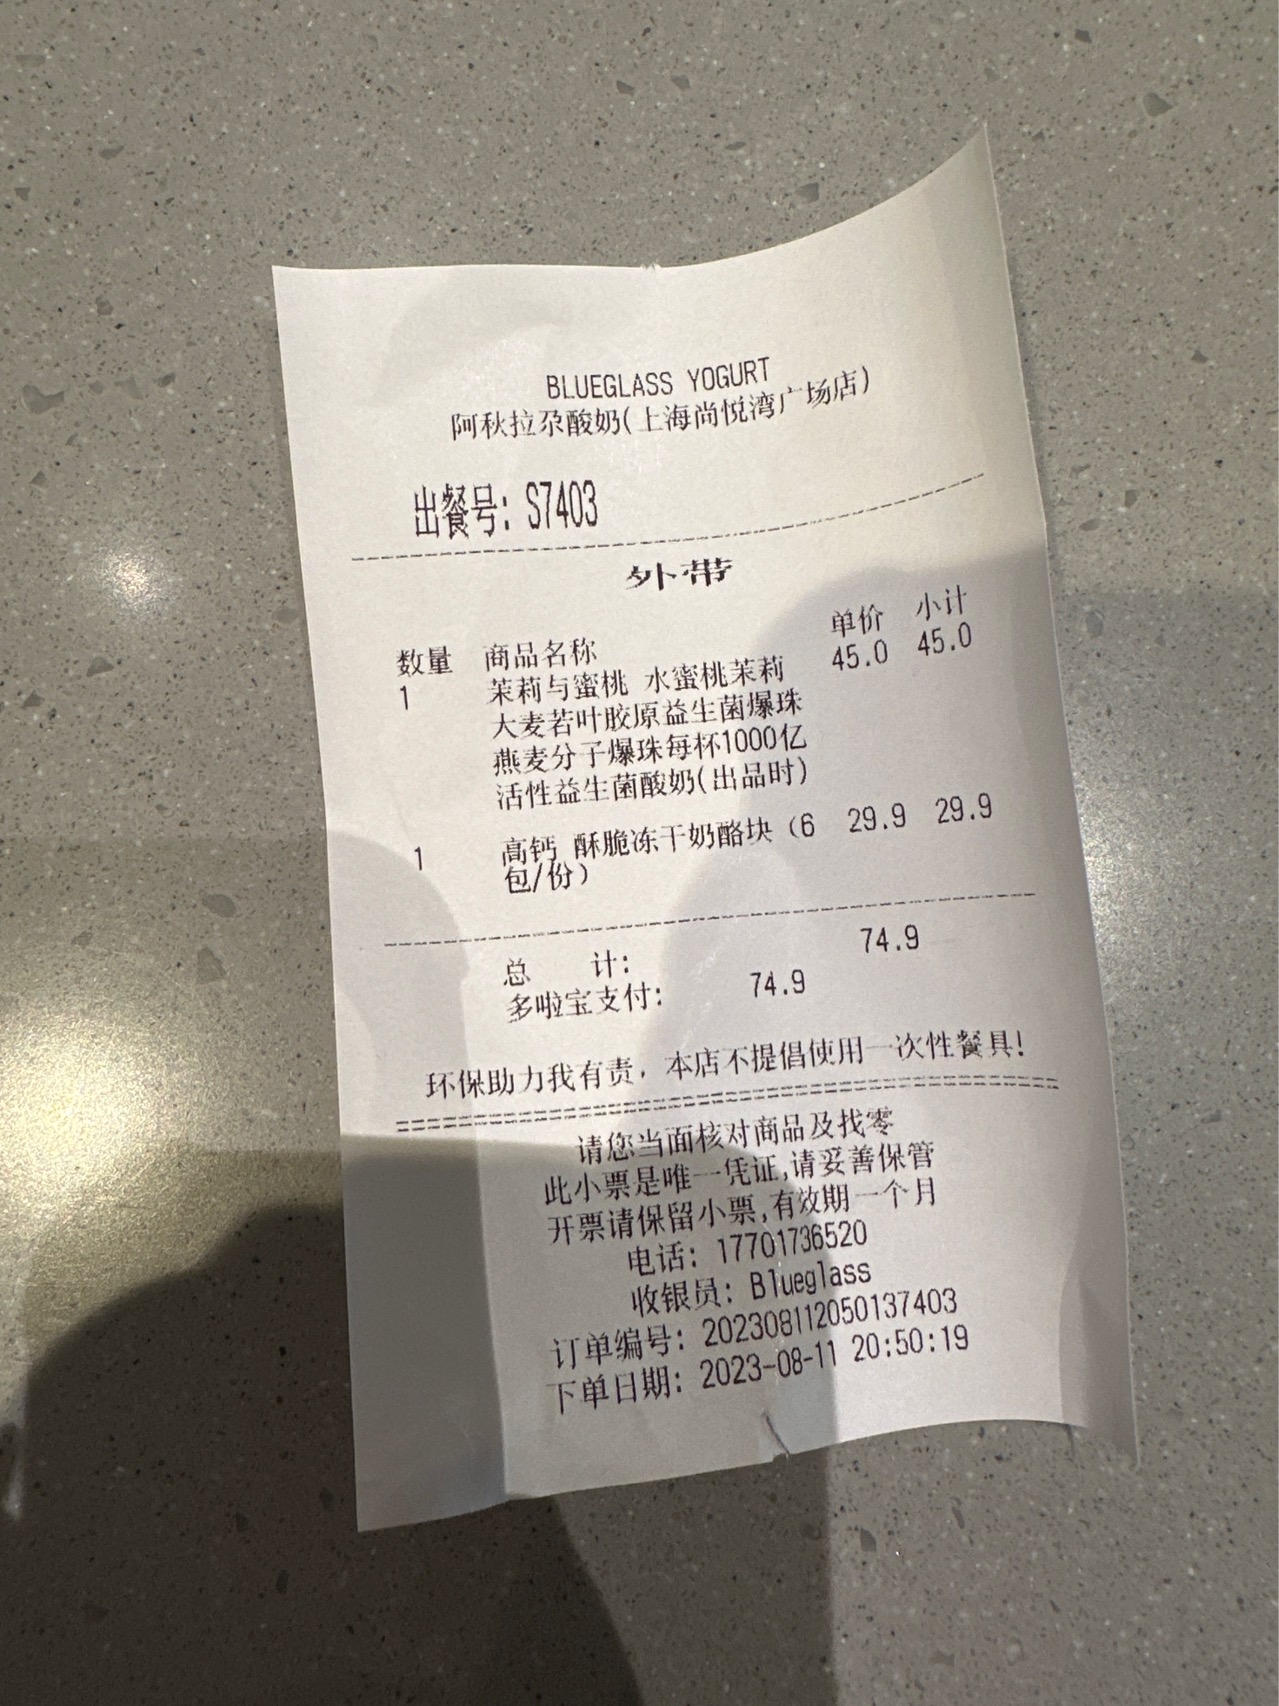 BLUEGLASS YOGURT
阿秋拉尕酸奶(上海尚悦湾广场店)
出餐号: S7403
外带
数量 商品名称 单价 小计
1 茉莉与蜜桃 水蜜桃茉莉 45.0 45.0
大麦若叶胶原益生菌爆珠
燕麦分子爆珠每杯1000亿
活性益生菌酸奶(出品时)
1 高钙 酥脆冻干奶酪块（6 29.9 29.9
包/份）
总 计: 74.9
多啦宝支付: 74.9
环保助力我有责，本店不提倡使用一次性餐具!
请您当面核对商品及找零
此小票是唯一凭证,请妥善保管
开票请保留小票,有效期一个月
电话: 17701736520
收银员: Blueglass
订单编号: 202308112050137403
下单日期: 2023-08-11 20:50:19